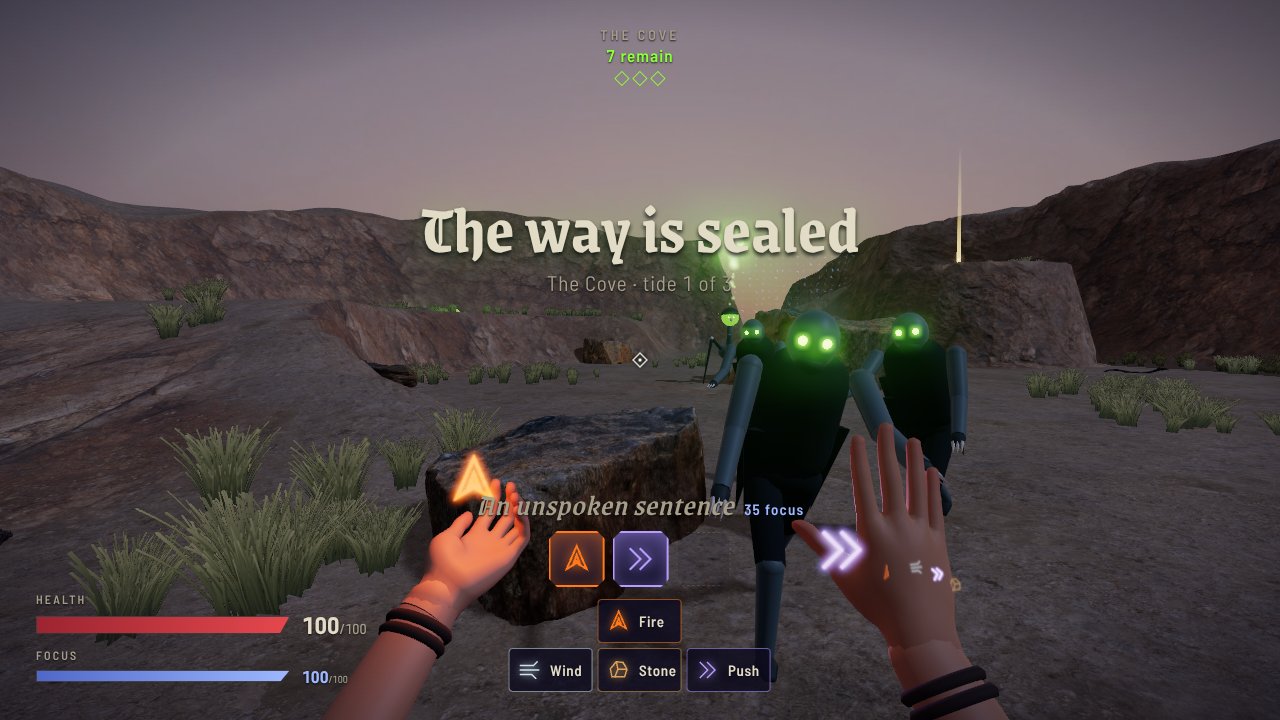 THE COVE
7 remain
The way is sealed
The Cove · tide 1 of 3
An unspoken sentence 35 focus
Fire
Wind
Stone
Push
HEALTH
100/100
FOCUS
100/100